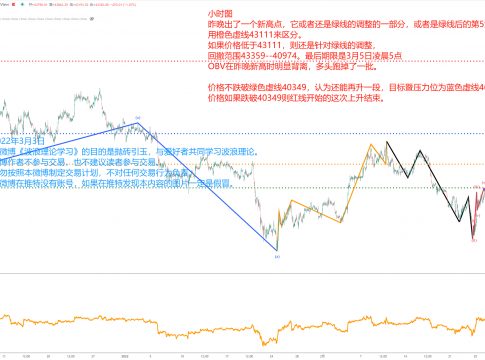 小时图
昨晚出了一个新高点，它或者还是绿线的调整的一部分，或者是绿线后的第5
用橙色虚线43111来区分。
如果价格低于43111，则还是针对绿线的调整，
回撤范围43359--40974。最后期限是3月5日凌晨5点
OBV在昨晚新高时明显背离，多头跑掉了一批。
价格不跌破绿色虚线40349，认为还能再升一段，目标微压力位为蓝色虚线4
价格如果跌破40349则红线开始的这次上升结束。
022年3月3日
微博《波浪理论学习》的目的是抛砖引玉，与爱好者共同学习波浪理论。
博作者不参与交易，也不建议读者参与交易。
勿按照本微博制定交易计划，不对任何交易行为负责。
微博在推特没有账号，如果在推特发现本内容的图片一定是假冒。